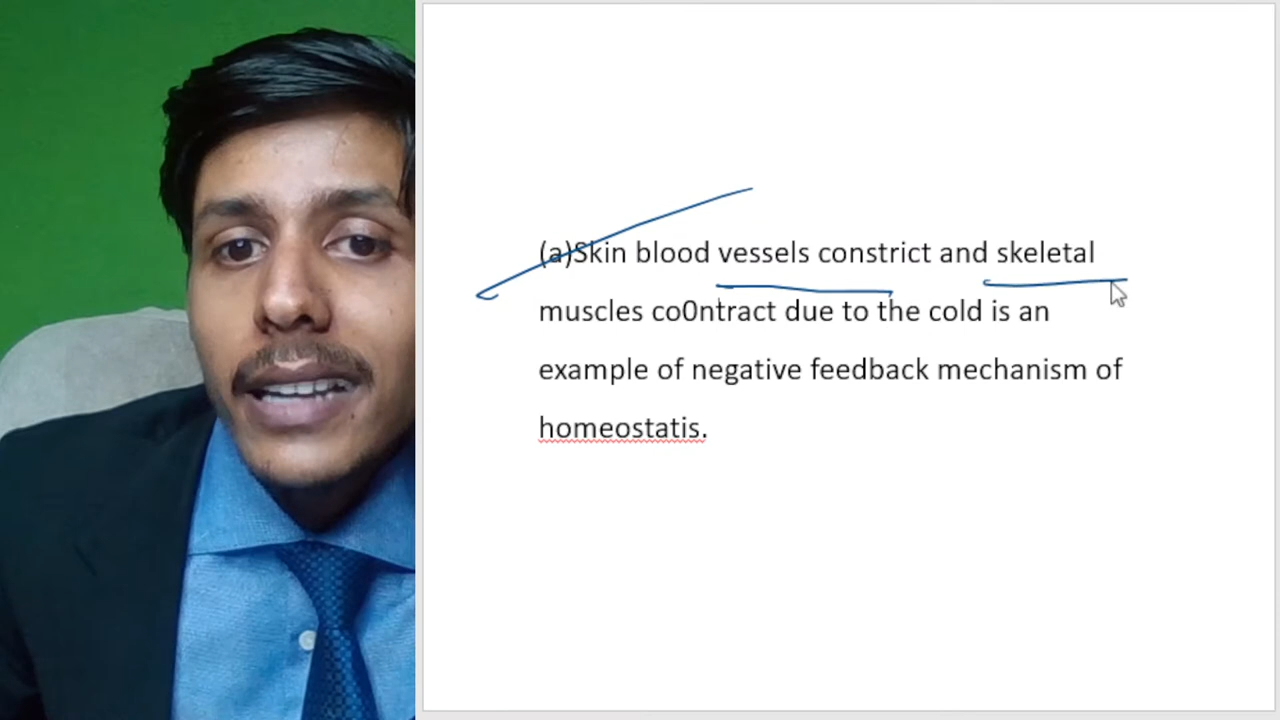 (a)Skin blood vessels constrict and skeletal
muscles co0ntract due to the cold is an
example of negative feedback mechanism of
homeostatis.